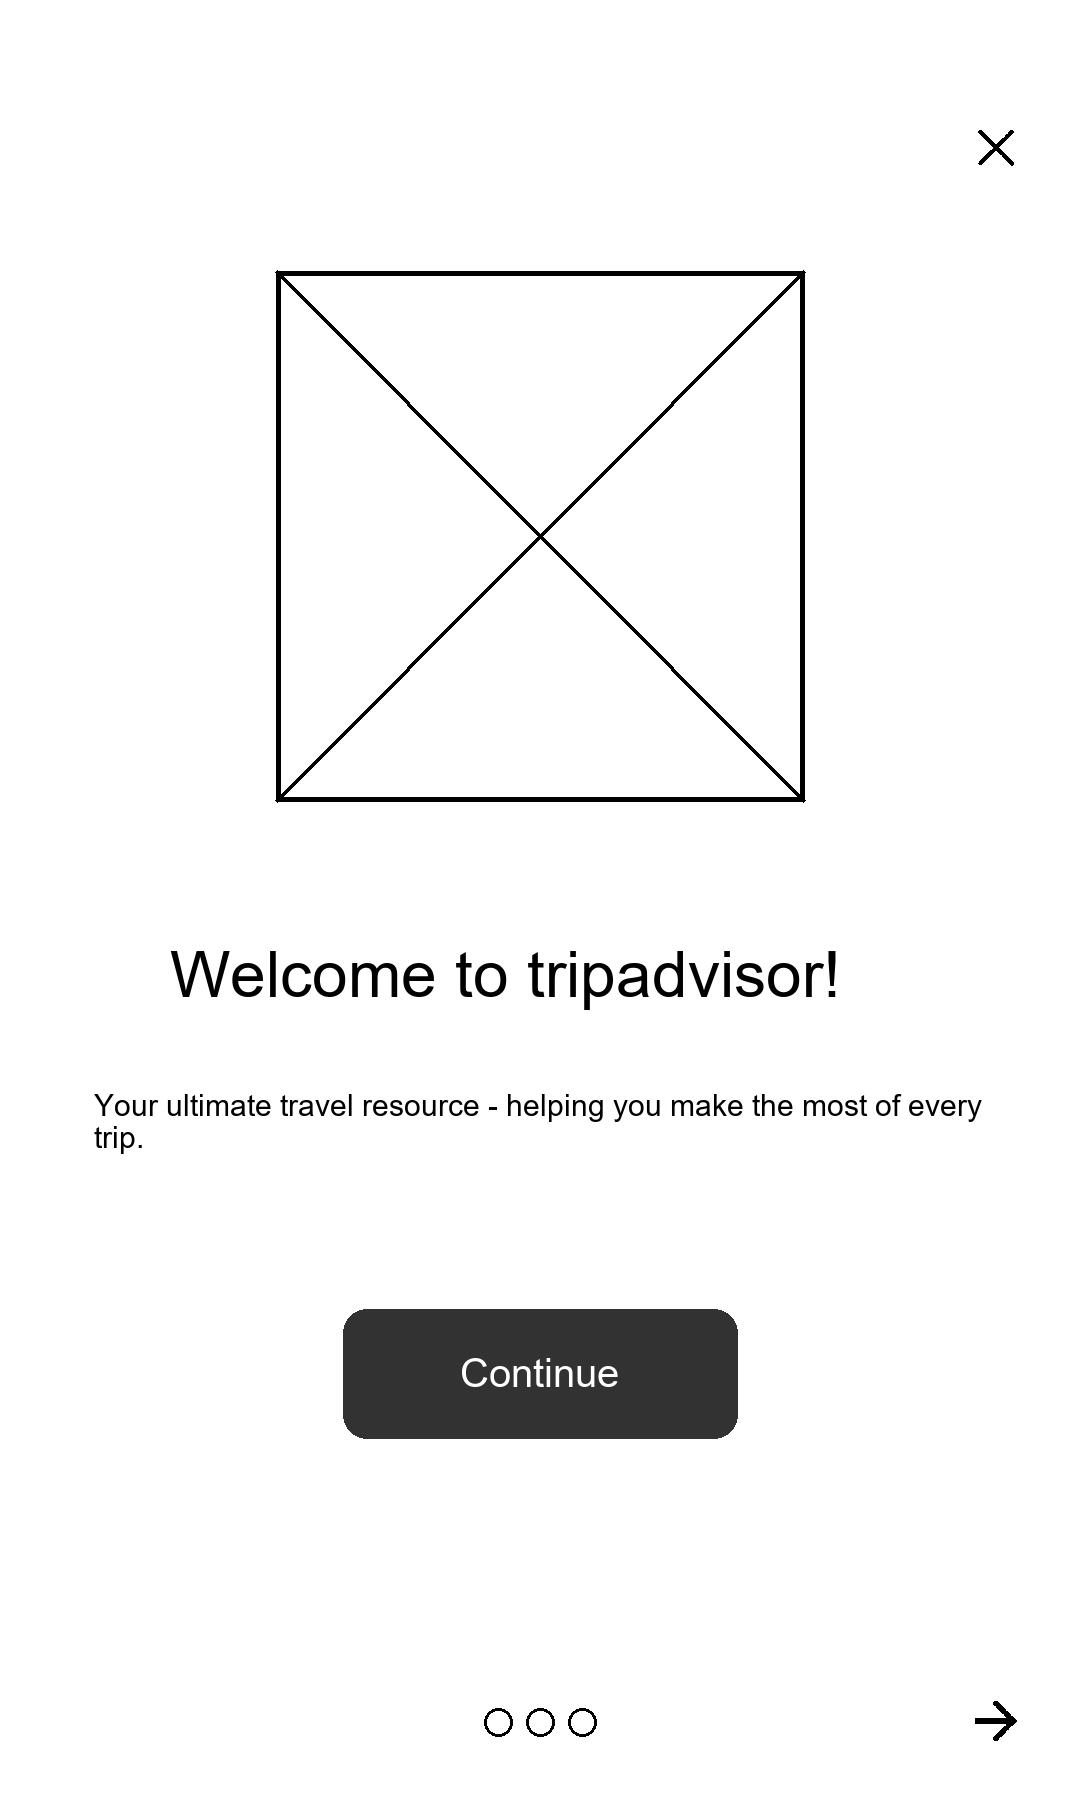 Welcome to tripadvisor!
Your ultimate travel resource - helping you make the most of every
trip.
Continue